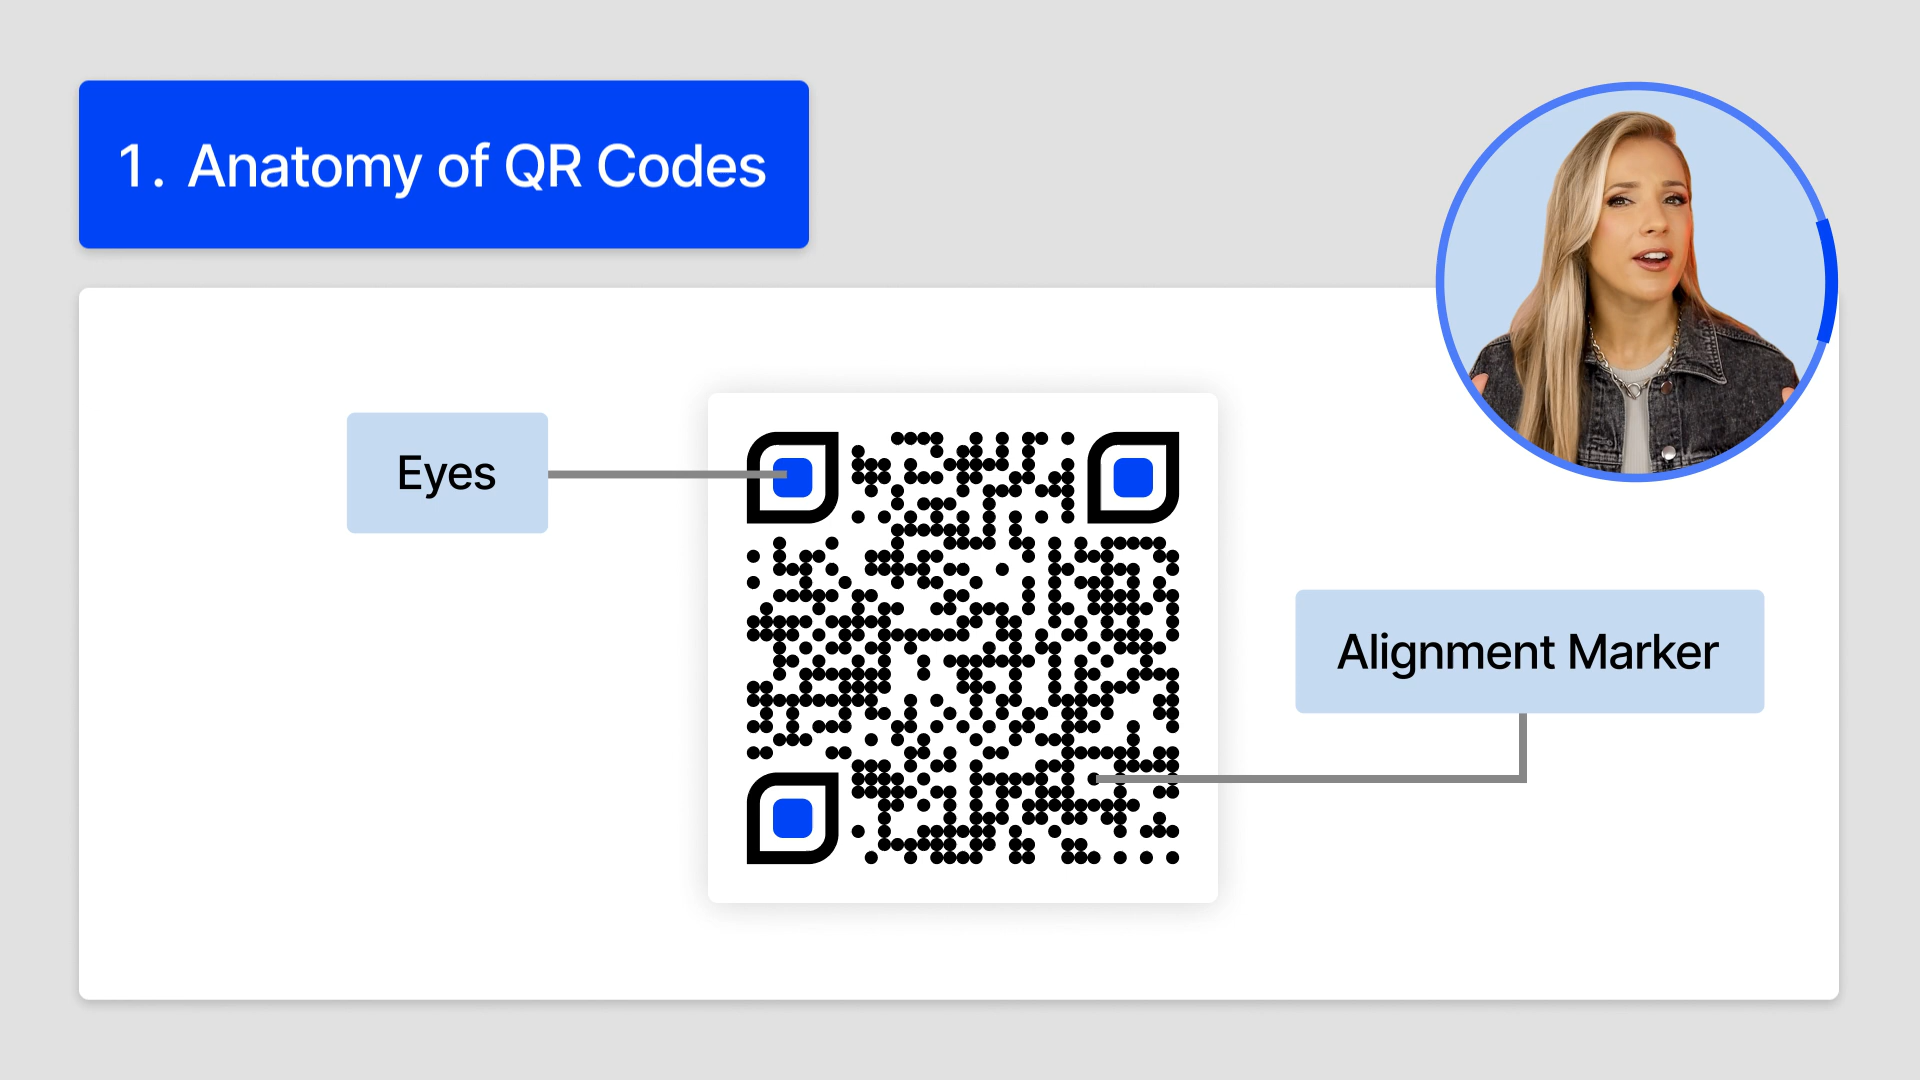 1. Anatomy of QR Codes
Eyes
Alignment Marker